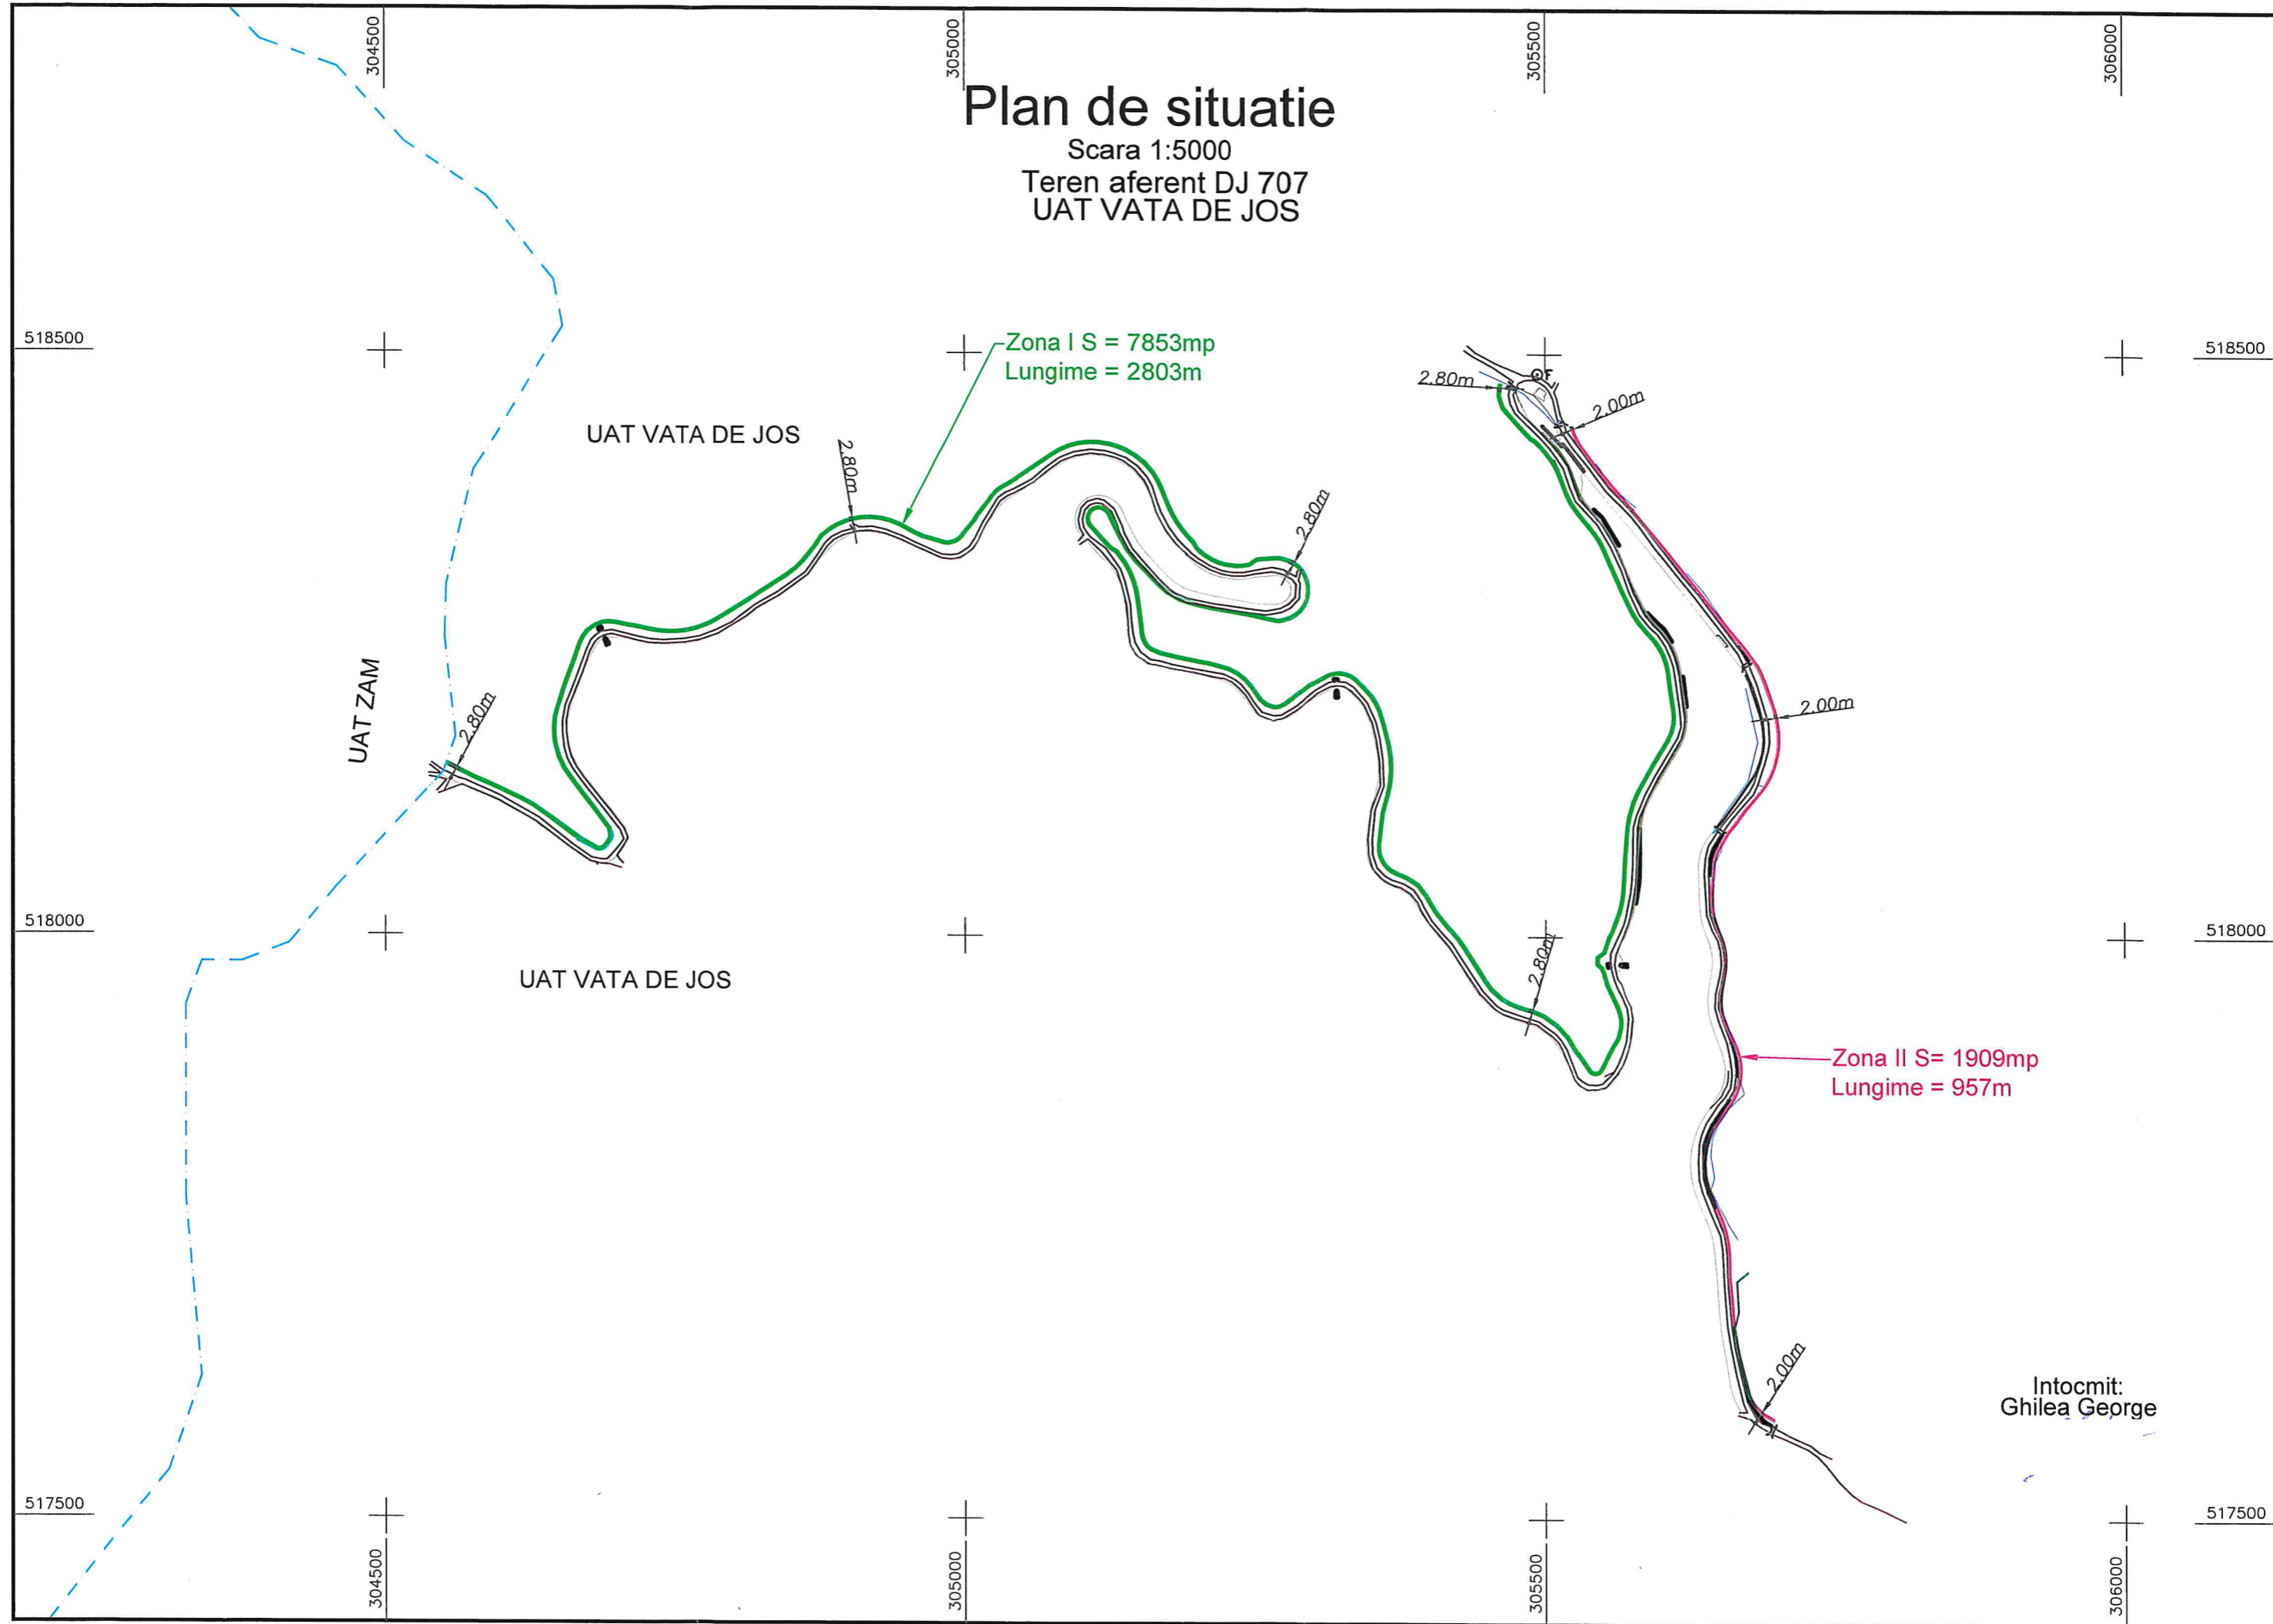 304500
305000
305500
306000
Plan de situatie
Scara 1:5000
Teren aferent DJ 707
UAT VATA DE JOS
518500
518500
Zona I S = 7853mp
Lungime = 2803m
2.80m
F
2.00m
UAT VATA DE JOS
2.80m
2.80m
UAT ZAM
2.80m
2.00m
518000
518000
2.80m
UAT VATA DE JOS
Zona II S= 1909mp
Lungime = 957m
2.00m
Intocmit:
Ghilea George
517500
517500
304500
305000
305500
306000